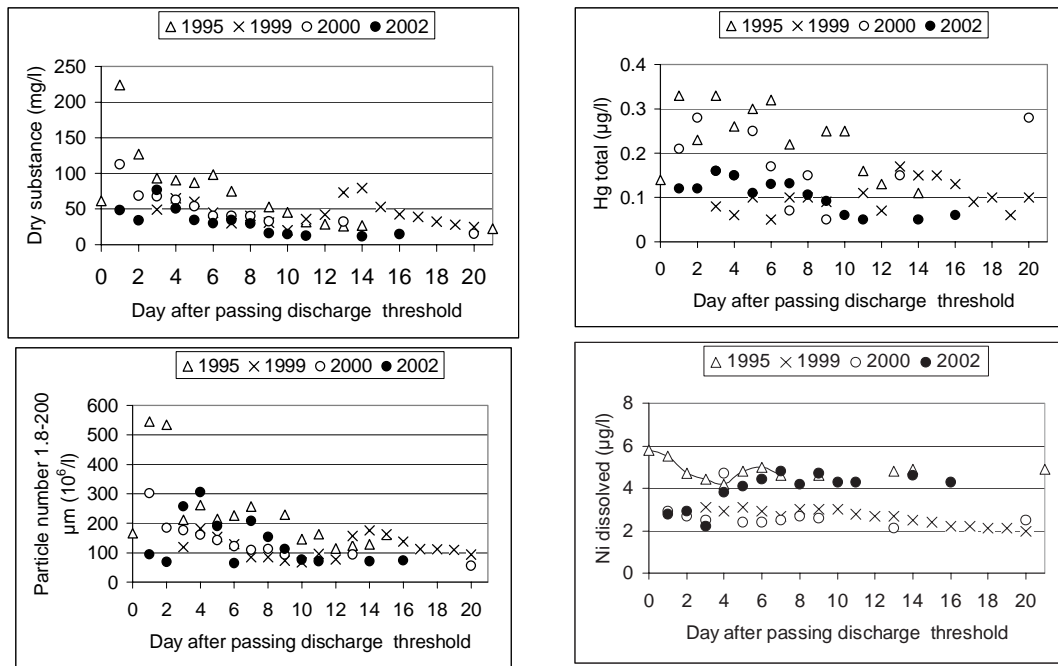 △ 1995 × 1999 ○ 2000 ● 2002
Dry substance (mg/l)
250
200
150
100
50
0
0 2 4 6 8 10 12 14 16 18 20
Day after passing discharge threshold
△ 1995 × 1999 ○ 2000 ● 2002
Hg total (µg/l)
0.4
0.3
0.2
0.1
0
0 2 4 6 8 10 12 14 16 18 20
Day after passing discharge threshold
△ 1995 × 1999 ○ 2000 ● 2002
Particle number 1.8-200
µm (10⁶/l)
600
500
400
300
200
100
0
0 2 4 6 8 10 12 14 16 18 20
Day after passing discharge threshold
△ 1995 × 1999 ○ 2000 ● 2002
Ni dissolved (µg/l)
8
6
4
2
0
0 2 4 6 8 10 12 14 16 18 20
Day after passing discharge threshold